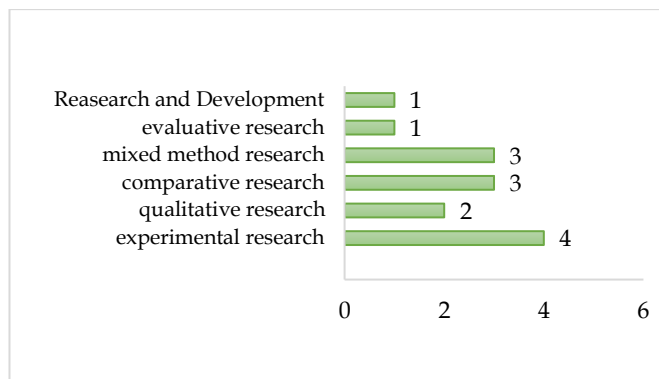 Reasearch and Development 1
evaluative research 1
mixed method research 3
comparative research 3
qualitative research 2
experimental research 4
0 2 4 6